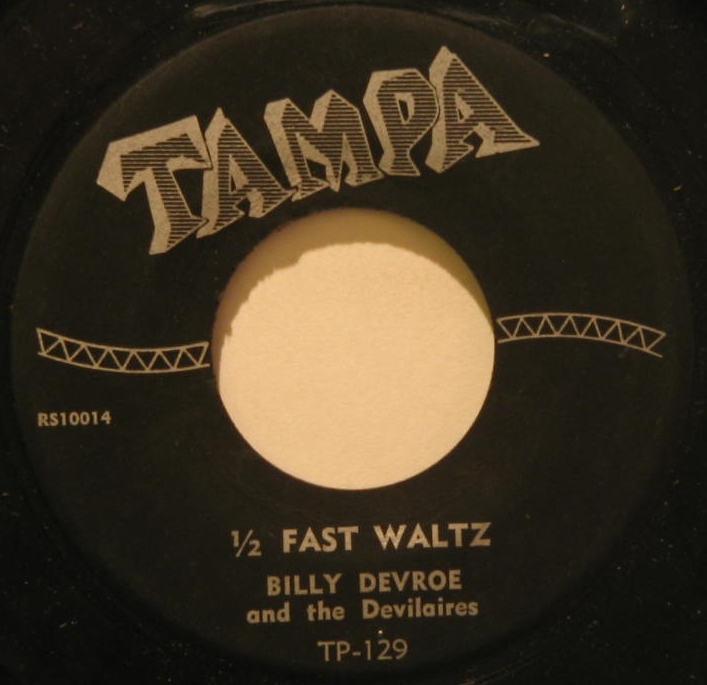 TAMPA
RS10014
½ FAST WALTZ
BILLY DEVROE
and the Devilaires
TP-129